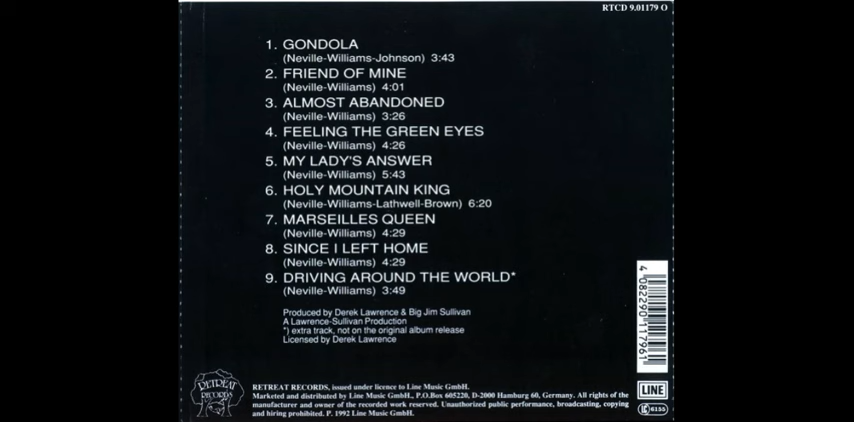 RTCD 9.01179 O
1. GONDOLA
(Neville-Williams-Johnson) 3:43
2. FRIEND OF MINE
(Neville-Williams) 4:01
3. ALMOST ABANDONED
(Neville-Williams) 3:26
4. FEELING THE GREEN EYES
(Neville-Williams) 4:26
5. MY LADY'S ANSWER
(Neville-Williams) 5:43
6. HOLY MOUNTAIN KING
(Neville-Williams-Lathwell-Brown) 6:20
7. MARSEILLES QUEEN
(Neville-Williams) 4:29
8. SINCE I LEFT HOME
(Neville-Williams) 4:29
9. DRIVING AROUND THE WORLD*
(Neville-Williams) 3:49
Produced by Derek Lawrence & Big Jim Sullivan
A Lawrence-Sullivan Production
*) extra track, not on the original album release
Licensed by Derek Lawrence
4 082290 117961
RETREAT
RECORDS
RETREAT RECORDS, issued under licence to Line Music GmbH.
Marketed and distributed by Line Music GmbH., P.O.Box 605220, D-2000 Hamburg 60, Germany. All rights of the
manufacturer and owner of the recorded work reserved. Unauthorized public performance, broadcasting, copying
and hiring prohibited. P. 1992 Line Music GmbH.
LINE
LC 6155